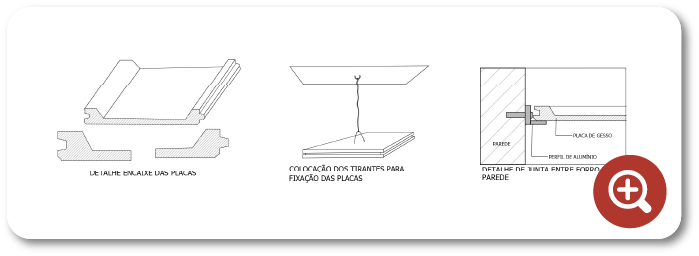 DETALHE ENCAIXE DAS PLACAS
COLOCAÇÃO DOS TIRANTES PARA
FIXAÇÃO DAS PLACAS
PAREDE
PLACA DE GESSO
PERFIL DE ALUMÍNIO
DETALHE DE JUNTA ENTRE FORRO
PAREDE